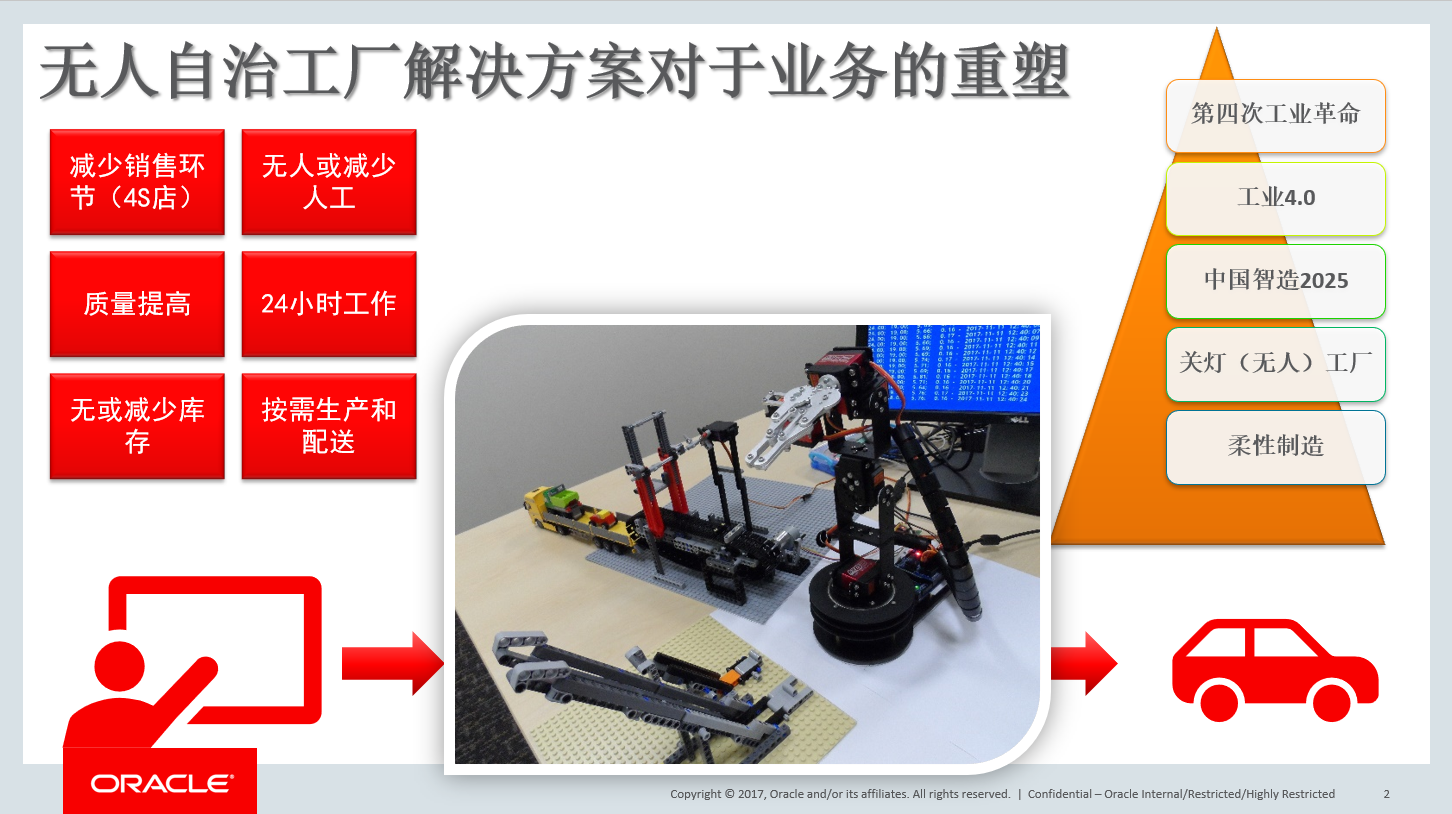 无人自治工厂解决方案对于业务的重塑
减少销售环
节（4S店）
无人或减少
人工
质量提高
24小时工作
无或减少库
存
按需生产和
配送
第四次工业革命
工业4.0
中国智造2025
关灯（无人）工厂
柔性制造
DELL
ORACLE®
Copyright © 2017, Oracle and/or its affiliates. All rights reserved. | Confidential – Oracle Internal/Restricted/Highly Restricted
2